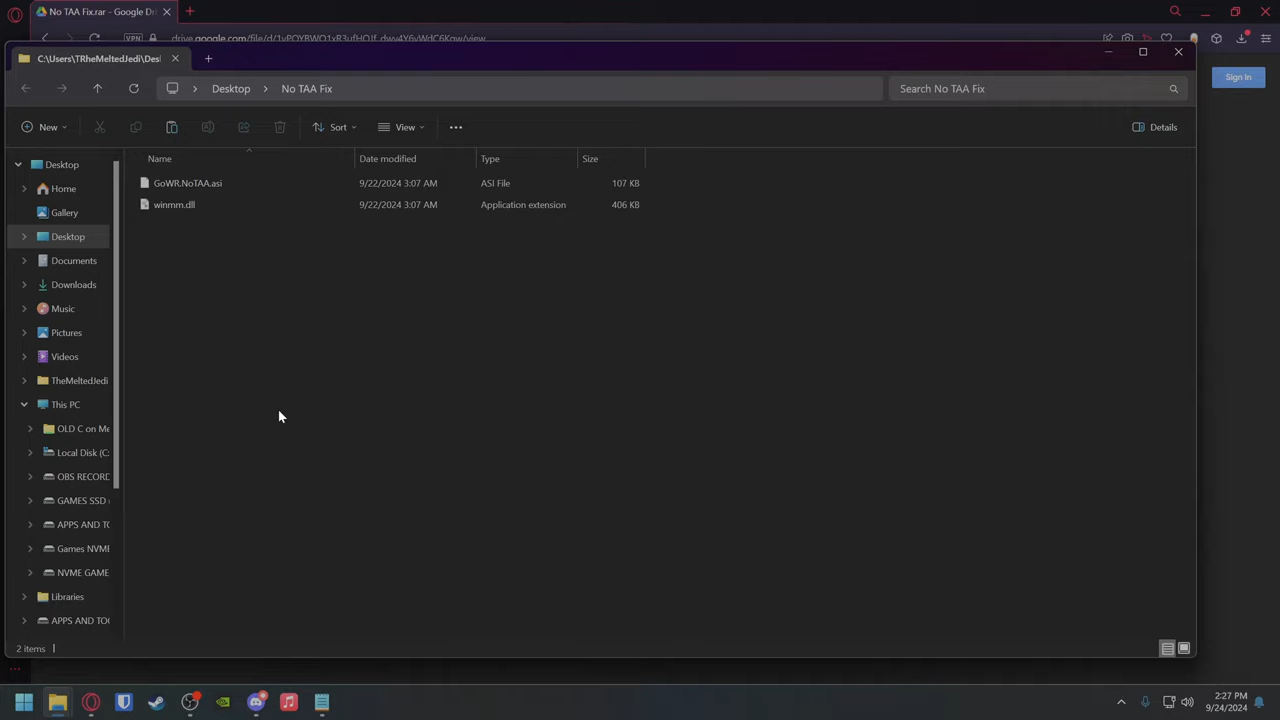 No TAA Fix.rar - Google Dri
VPN
C:\Users\TRheMeltedJedi\Des
Sign in
Desktop > No TAA Fix
Search No TAA Fix
New
Sort
View
Details
Name Date modified Type Size
GoWR.NoTAA.asi 9/22/2024 3:07 AM ASI File 107 KB
winmm.dll 9/22/2024 3:07 AM Application extension 406 KB
Desktop
Home
Gallery
Desktop
Documents
Downloads
Music
Pictures
Videos
TheMeltedJedi
This PC
OLD C on Me
Local Disk (C:
OBS RECORD
GAMES SSD
APPS AND TO
Games NVME
NVME GAME
Libraries
APPS AND TO
2 items
2:27 PM
9/24/2024